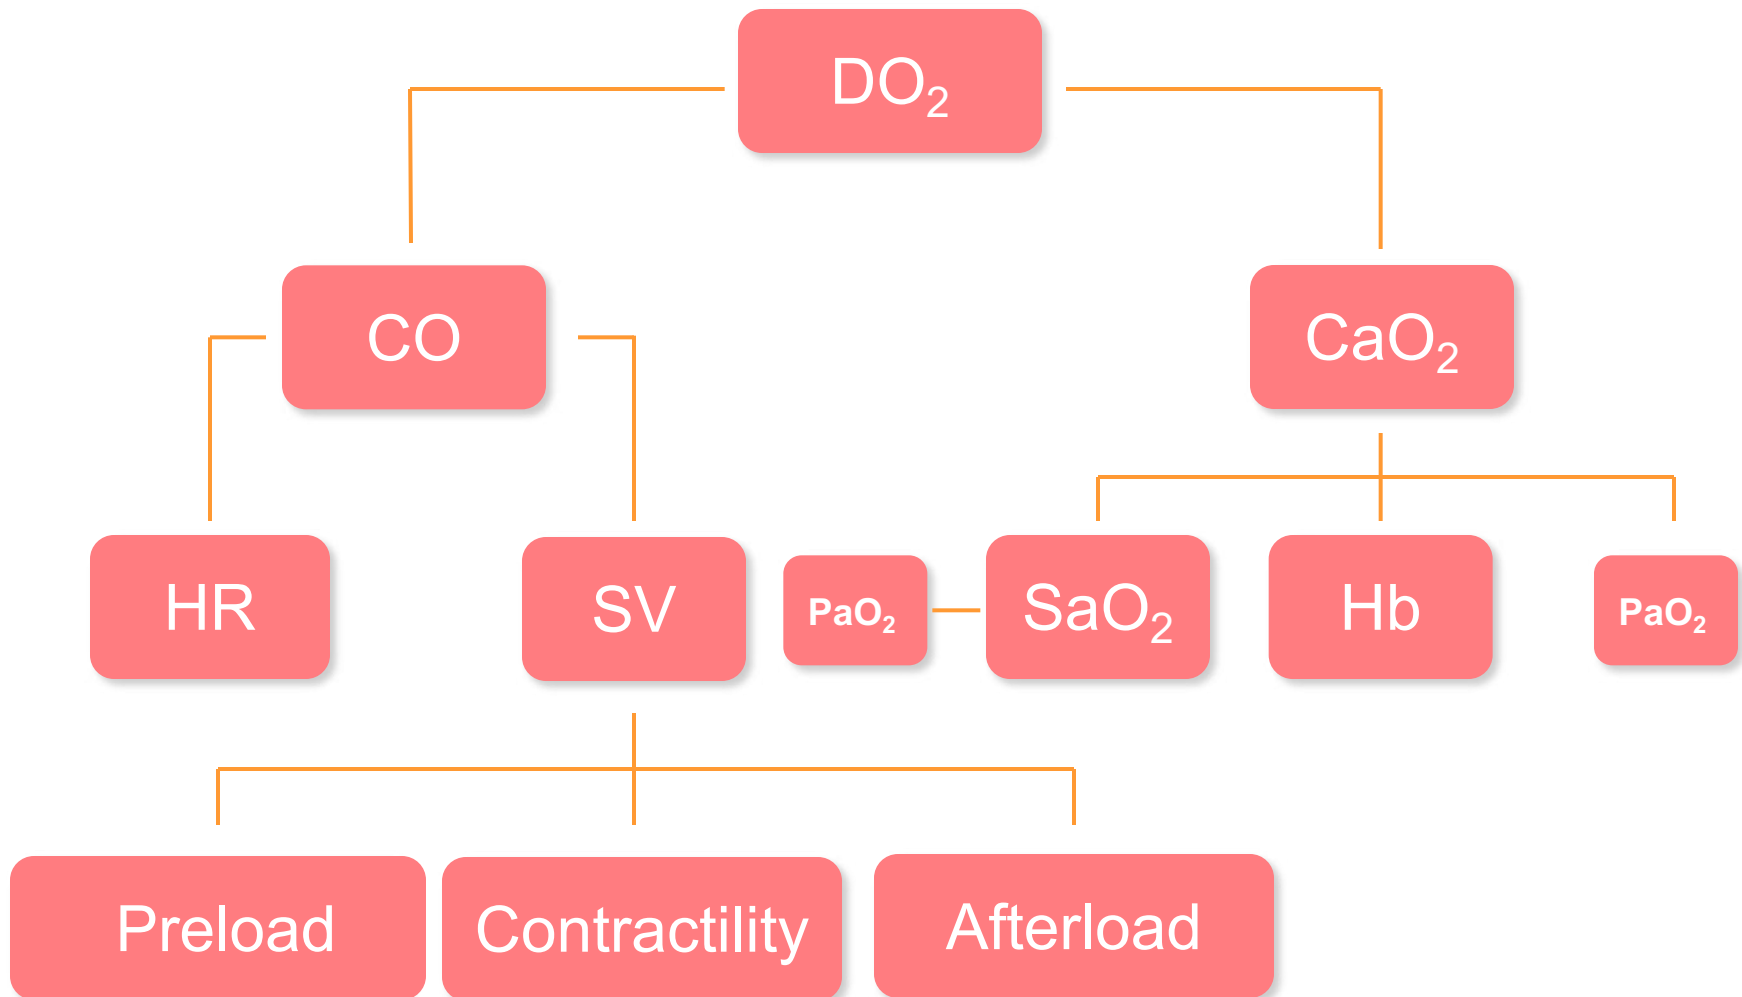 DO₂
CO
CaO₂
HR
SV
PaO₂
SaO₂
Hb
PaO₂
Preload
Contractility
Afterload